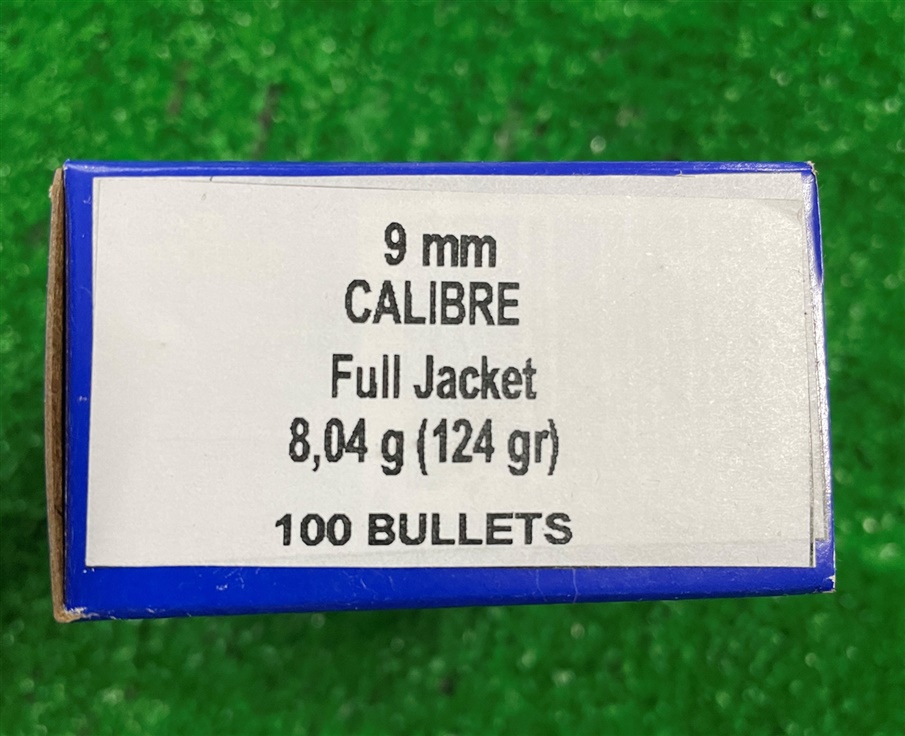 9 mm
CALIBRE
Full Jacket
8,04 g (124 gr)
100 BULLETS